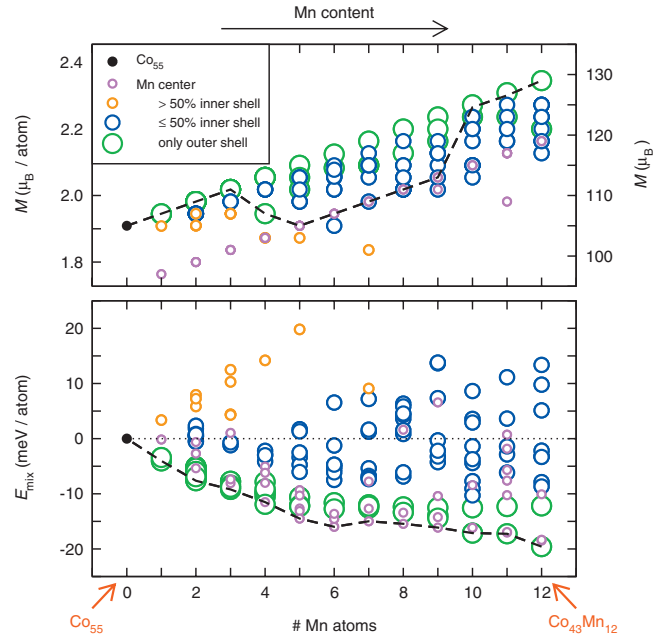 Mn content
2.4
2.2
2.0
1.8
M (μB / atom)
Co55
Mn center
> 50% inner shell
≤ 50% inner shell
only outer shell
130
120
110
100
M (μB)
20
10
0
-10
-20
Emix (meV / atom)
0 2 4 6 8 10 12
Co55
# Mn atoms
Co43Mn12